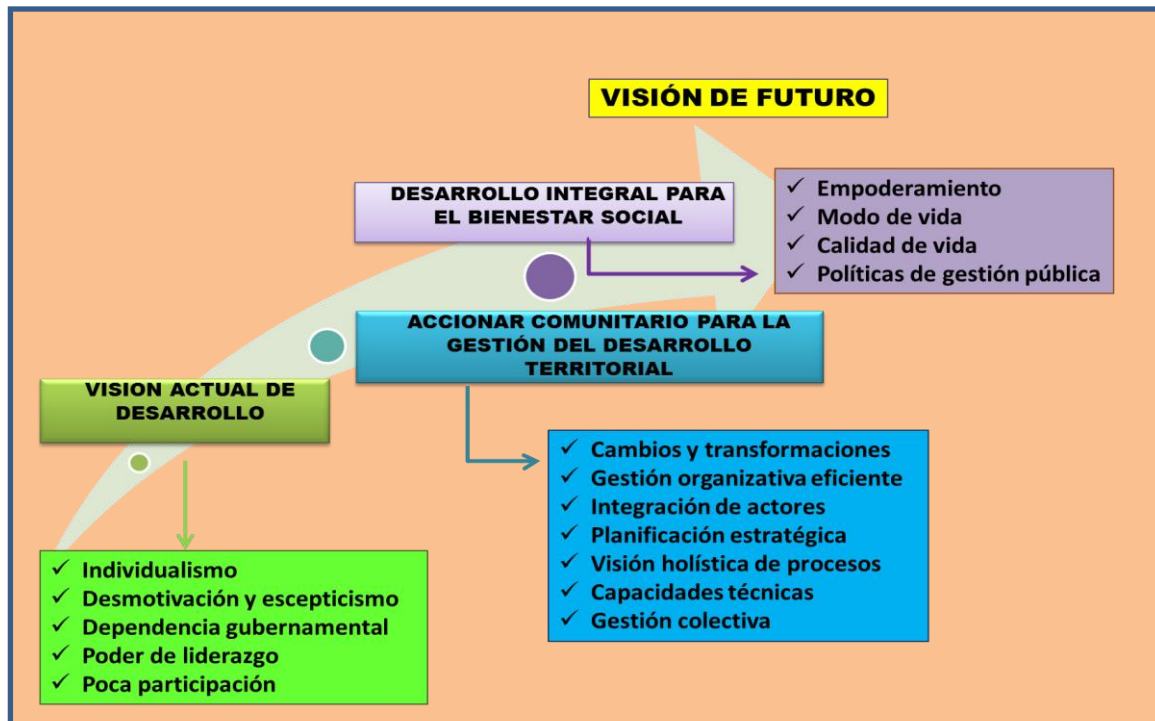 VISIÓN DE FUTURO
DESARROLLO INTEGRAL PARA
EL BIENESTAR SOCIAL
✓ Empoderamiento
✓ Modo de vida
✓ Calidad de vida
✓ Políticas de gestión pública
ACCIONAR COMUNITARIO PARA LA
GESTIÓN DEL DESARROLLO
TERRITORIAL
VISION ACTUAL DE
DESARROLLO
✓ Cambios y transformaciones
✓ Gestión organizativa eficiente
✓ Integración de actores
✓ Planificación estratégica
✓ Visión holística de procesos
✓ Capacidades técnicas
✓ Gestión colectiva
✓ Individualismo
✓ Desmotivación y escepticismo
✓ Dependencia gubernamental
✓ Poder de liderazgo
✓ Poca participación